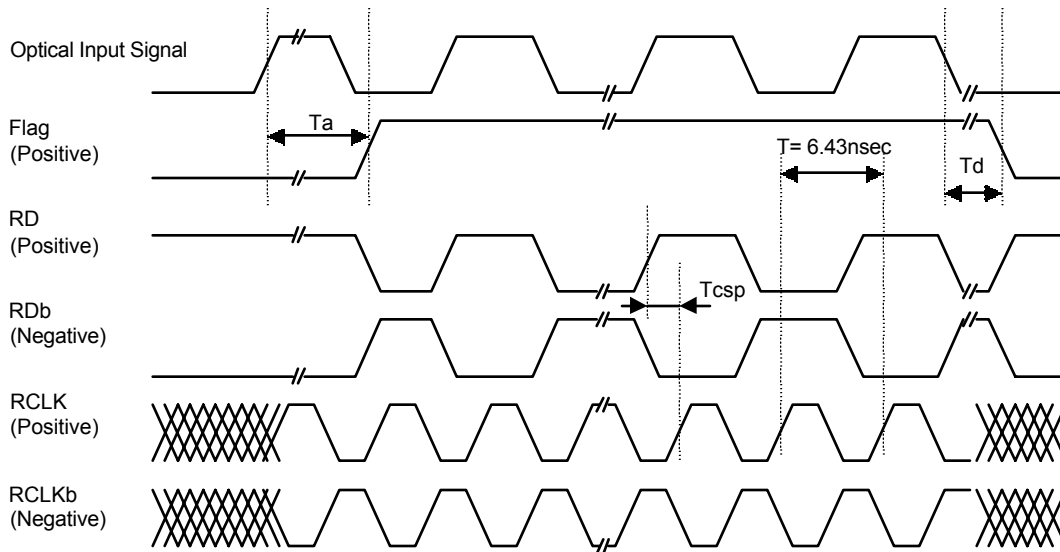 Optical Input Signal
Flag
(Positive)
Ta
T= 6.43nsec
Td
RD
(Positive)
Tcsp
RDb
(Negative)
RCLK
(Positive)
RCLKb
(Negative)